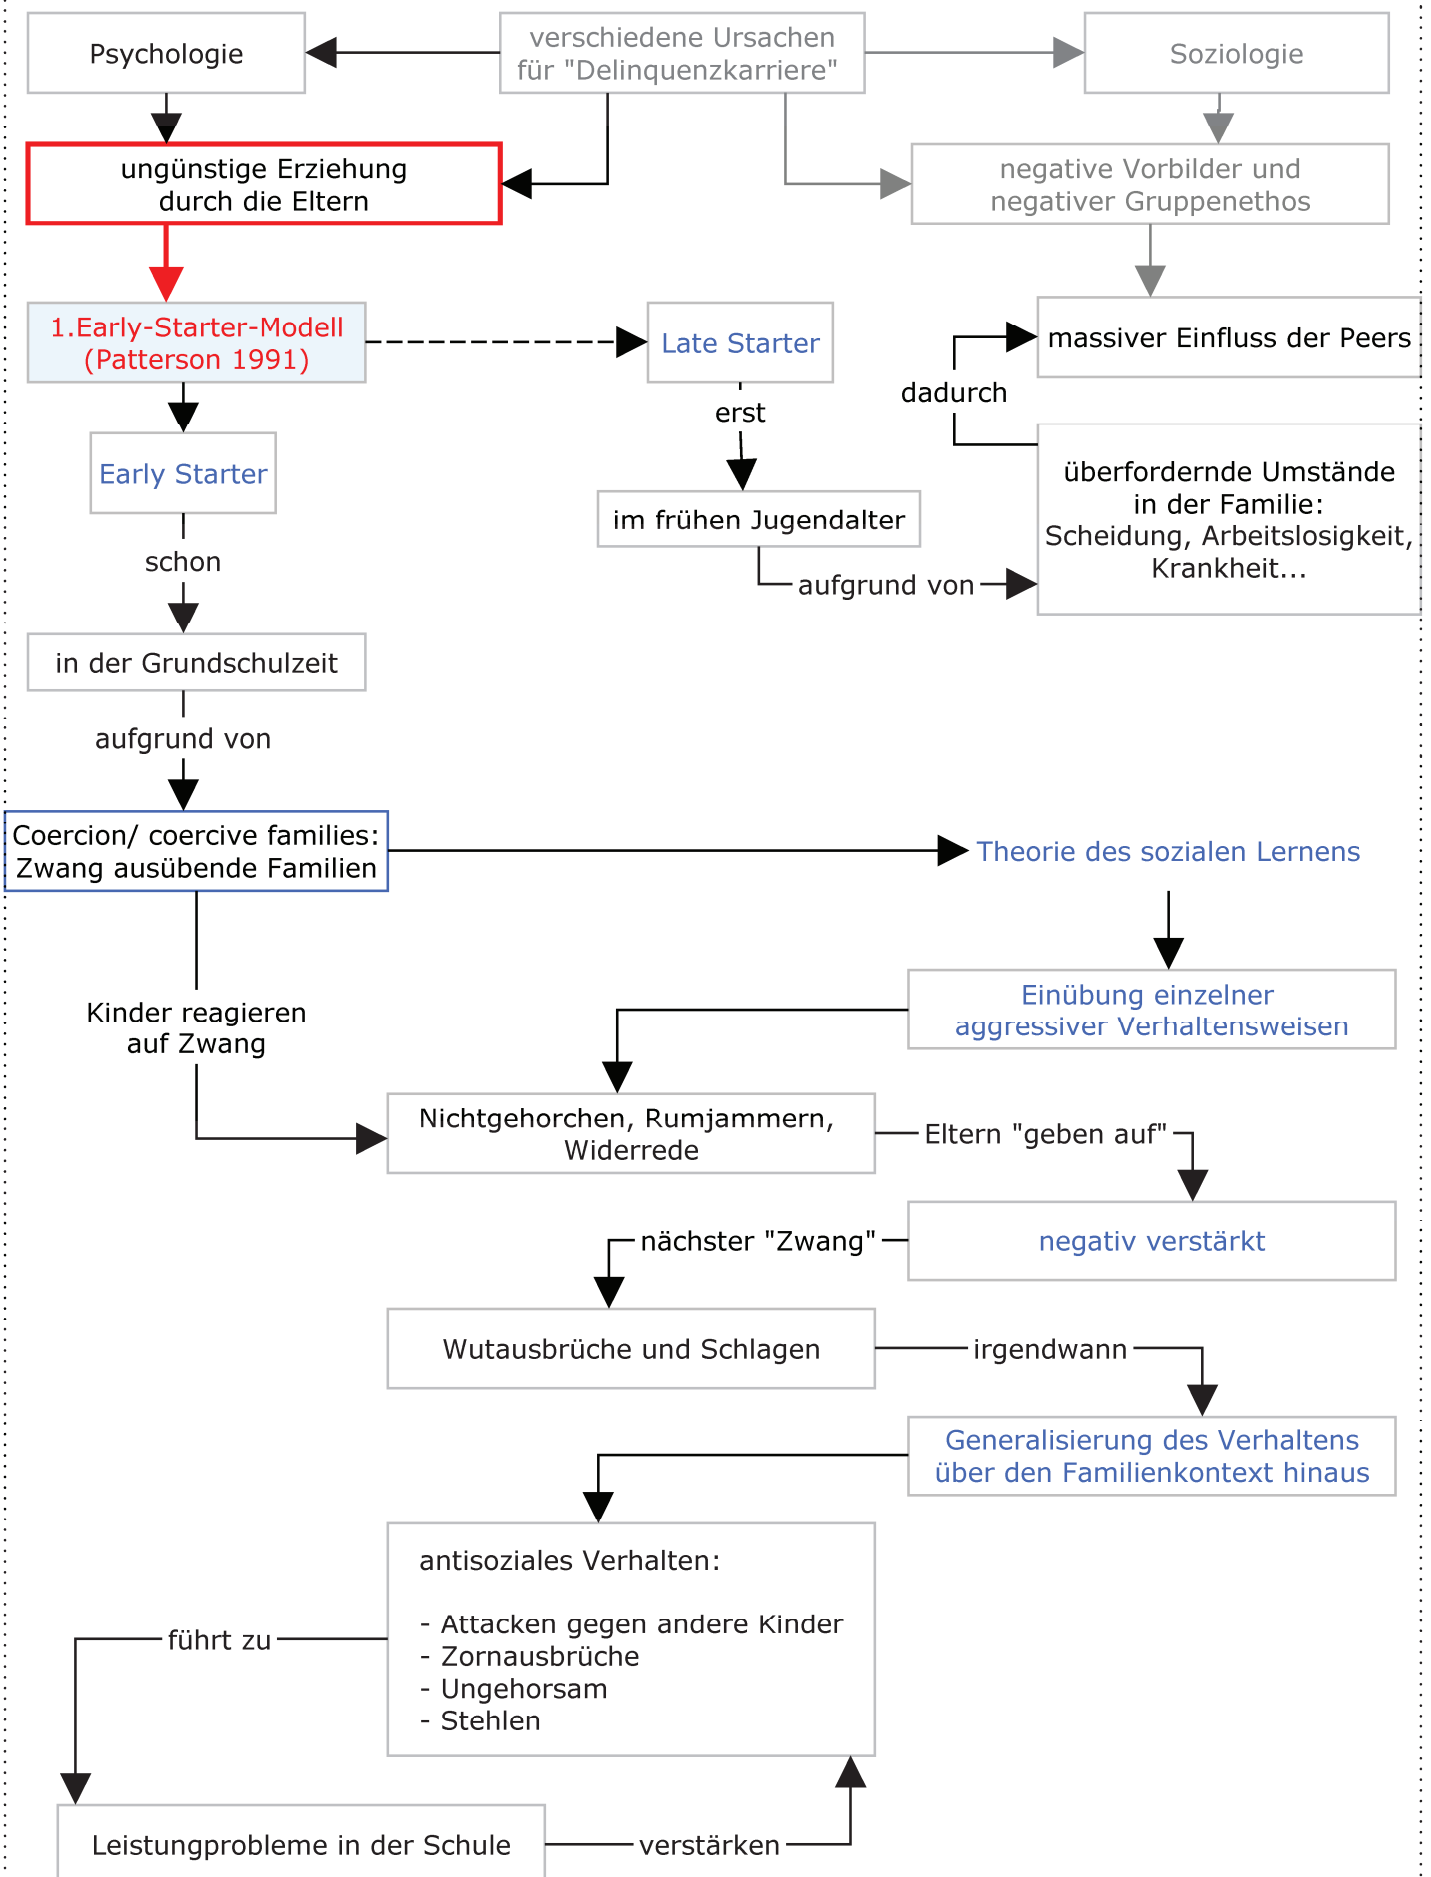 Psychologie
verschiedene Ursachen
für "Delinquenzkarriere"
Soziologie
ungünstige Erziehung
durch die Eltern
negative Vorbilder und
negativer Gruppenethos
1.Early-Starter-Modell
(Patterson 1991)
Late Starter
massiver Einfluss der Peers
dadurch
erst
Early Starter
überfordernde Umstände
in der Familie:
Scheidung, Arbeitslosigkeit,
Krankheit...
im frühen Jugendalter
aufgrund von
schon
in der Grundschulzeit
aufgrund von
Coercion/ coercive families:
Zwang ausübende Familien
Theorie des sozialen Lernens
Einübung einzelner
aggressiver Verhaltensweisen
Kinder reagieren
auf Zwang
Nichtgehorchen, Rumjammern,
Widerrede
Eltern "geben auf"
negativ verstärkt
nächster "Zwang"
Wutausbrüche und Schlagen
irgendwann
Generalisierung des Verhaltens
über den Familienkontext hinaus
antisoziales Verhalten:
- Attacken gegen andere Kinder
- Zornausbrüche
- Ungehorsam
- Stehlen
führt zu
Leistungprobleme in der Schule
verstärken